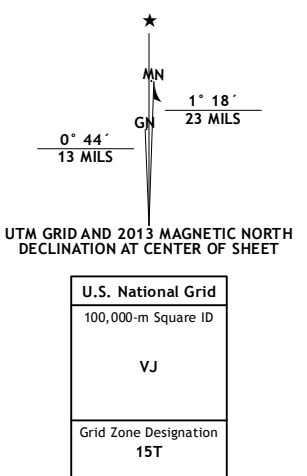 ★
MN
1° 18´
23 MILS
GN
0° 44´
13 MILS
UTM GRID AND 2013 MAGNETIC NORTH
DECLINATION AT CENTER OF SHEET
U.S. National Grid
100,000-m Square ID
VJ
Grid Zone Designation
15T